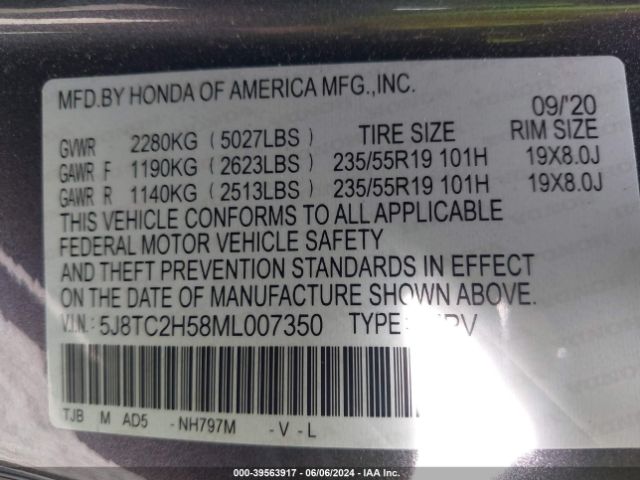 MFD.BY HONDA OF AMERICA MFG.,INC.
09/'20
GVWR 2280KG (5027LBS) TIRE SIZE RIM SIZE
GAWR F 1190KG (2623LBS) 235/55R19 101H 19X8.0J
GAWR R 1140KG (2513LBS) 235/55R19 101H 19X8.0J
THIS VEHICLE CONFORMS TO ALL APPLICABLE
FEDERAL MOTOR VEHICLE SAFETY
AND THEFT PREVENTION STANDARDS IN EFFECT
ON THE DATE OF MANUFACTURE SHOWN ABOVE.
V.I.N.: 5J8TC2H58ML007350 TYPE
TJB M AD5 -NH797M -V-L
000-39563917 - 06/06/2024 - IAA Inc.